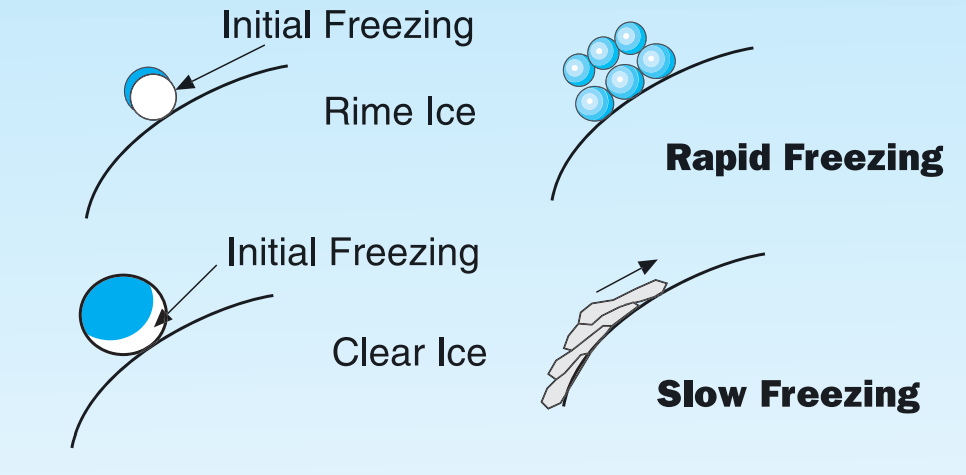 Initial Freezing
Rime Ice
Rapid Freezing
Initial Freezing
Clear Ice
Slow Freezing